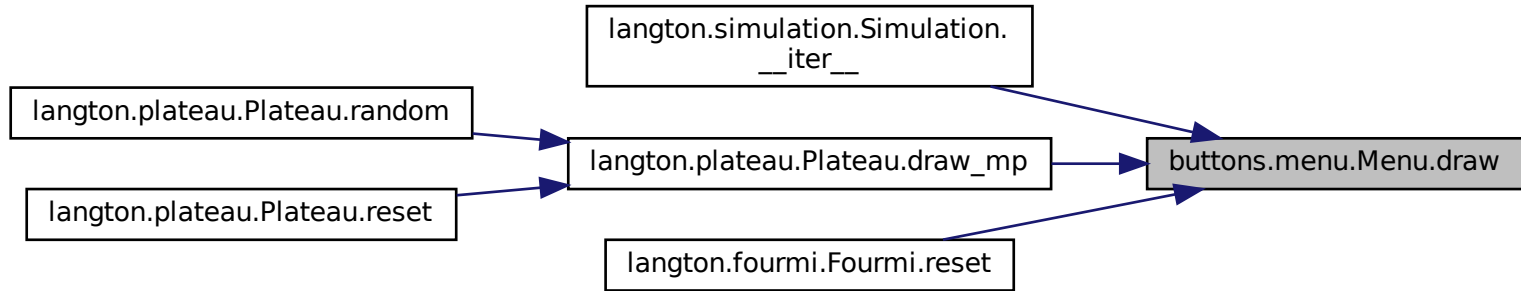 langton.simulation.Simulation.
__iter__
langton.plateau.Plateau.random
langton.plateau.Plateau.draw_mp
buttons.menu.Menu.draw
langton.plateau.Plateau.reset
langton.fourmi.Fourmi.reset